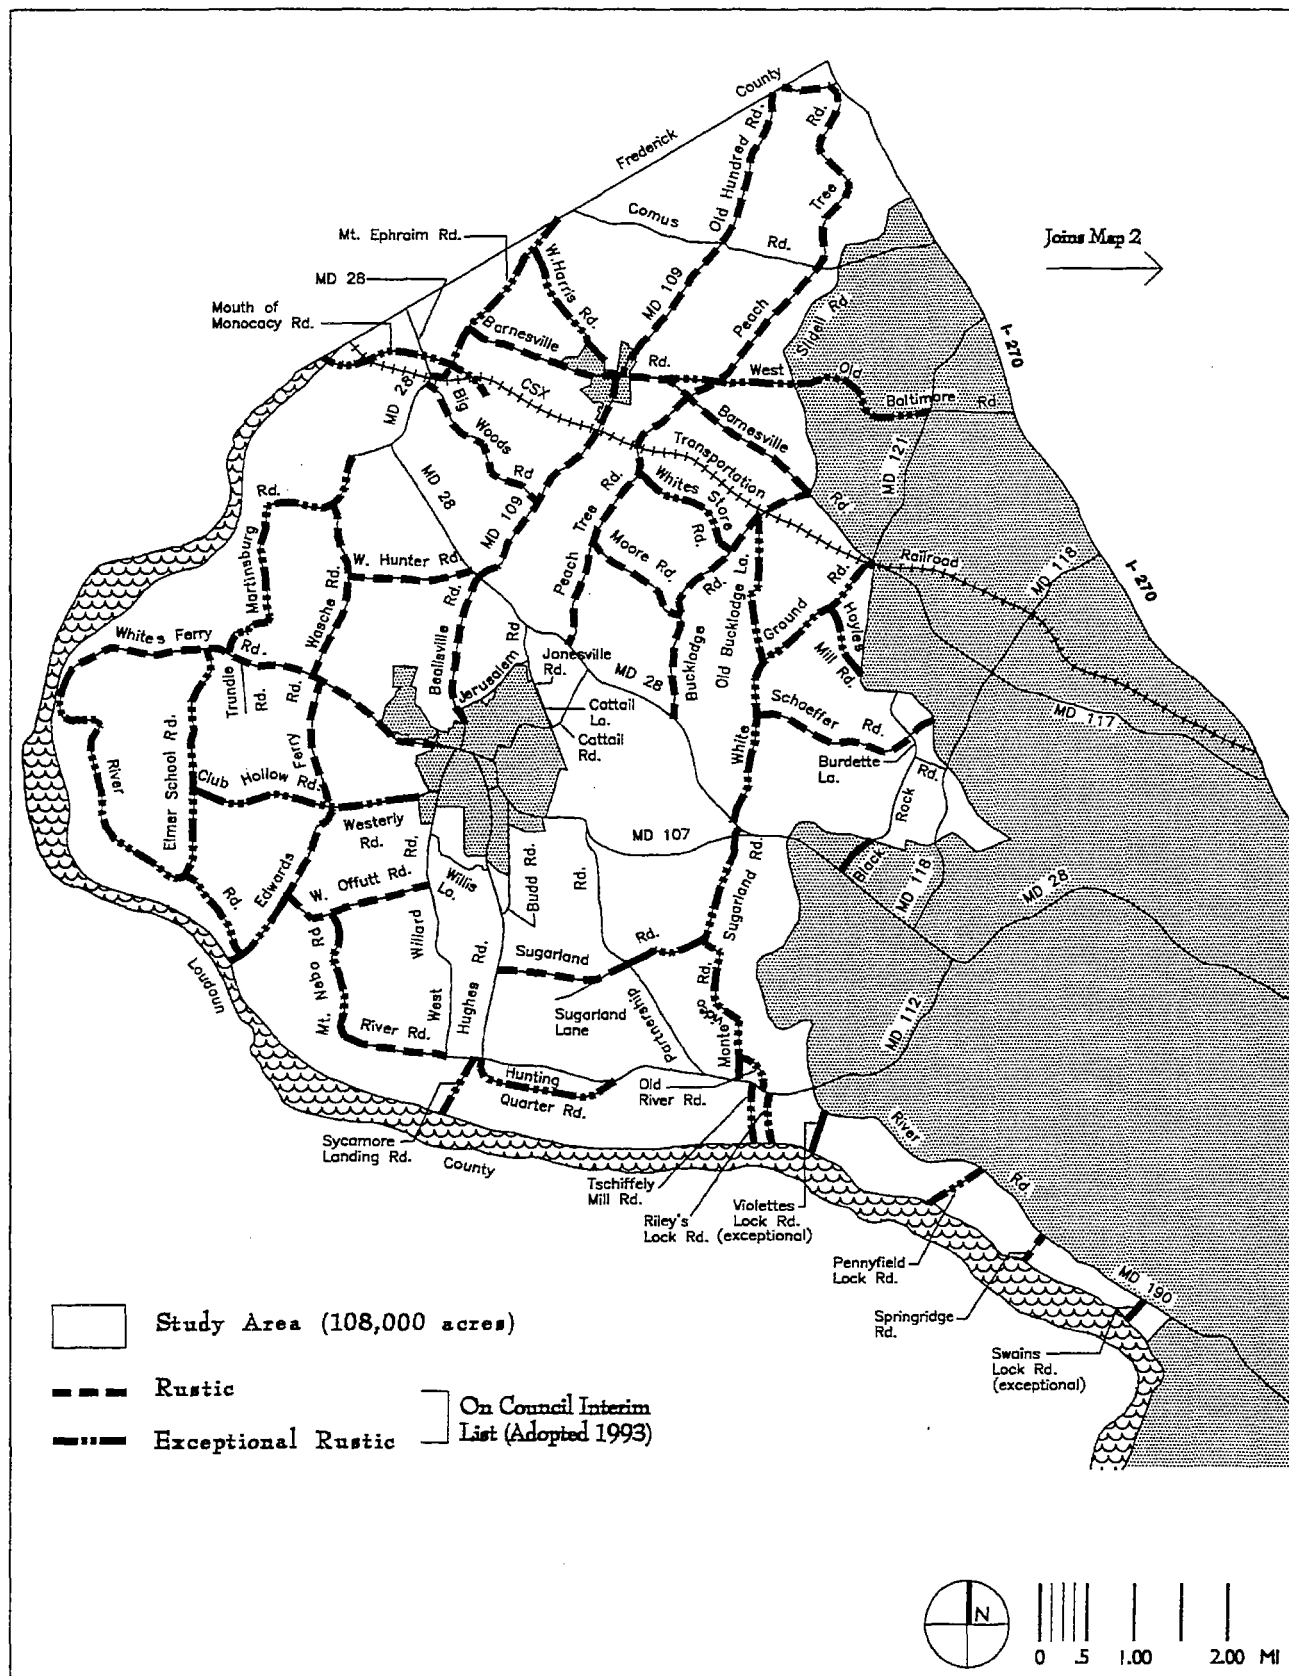 County
Frederick
Old Hundred Rd.
Rd.
Tree
Comus
Rd.
Mt. Ephraim Rd.
W. Harris Rd.
MD 109
Joins Map 2
MD 28
Mouth of
Monocacy Rd.
Barnesville
Rd.
Peach
Slidell Rd.
I-270
West
Old
Baltimore
Rd.
MD 28
Big
Woods
Rd
CSX
Transportation
Railroad
Barnesville
Rd.
MD 121
MD 28
MD 109
Peach
Tree
Rd.
Whites Store
Rd.
Moore Rd.
MD 118
I-270
Martinsburg
Rd.
W. Hunter Rd.
Wasche Rd.
Beallsville
Rd.
Buckloage
Rd.
Old Bucklodge La.
Ground
Rd.
Hoyles
Mill Rd.
Whites Ferry
Rd.
Trundle
Rd.
Rd.
Jerusalem
Rd
Jonesville
Rd.
MD 28
Cattail
La.
Cattail
Rd.
Schaeffer
Rd.
Burdette
La.
MD 117
River
Rd.
Elmer School Rd.
Club Hollow Rd.
Ferry
Edwards
Westerly
Rd.
White
MD 107
Rock
Rd.
Black
MD 118
MD 28
W. Offutt Rd.
Rd.
Willis
La.
Budd Rd.
Rd.
Sugarland
Rd.
Willard
West
Hughes
Rd.
Sugarland
Rd.
Sugarland
Lane
Partnership
Loudoun
Mt. Nebo Rd
River Rd.
Montevideo
Rd.
MD 112
Hunting
Quarter Rd.
Old
River Rd.
River
Rd.
Sycamore
Landing Rd.
County
Tschiffely
Mill Rd.
Riley's
Lock Rd.
Violettes
Lock Rd.
(exceptional)
Pennyfield
Lock Rd.
MD 190
Springridge
Rd.
Swains
Lock Rd.
(exceptional)
Study Area (108,000 acres)
Rustic
Exceptional Rustic
On Council Interim
List (Adopted 1993)
N
0 .5 1.00 2.00 MI